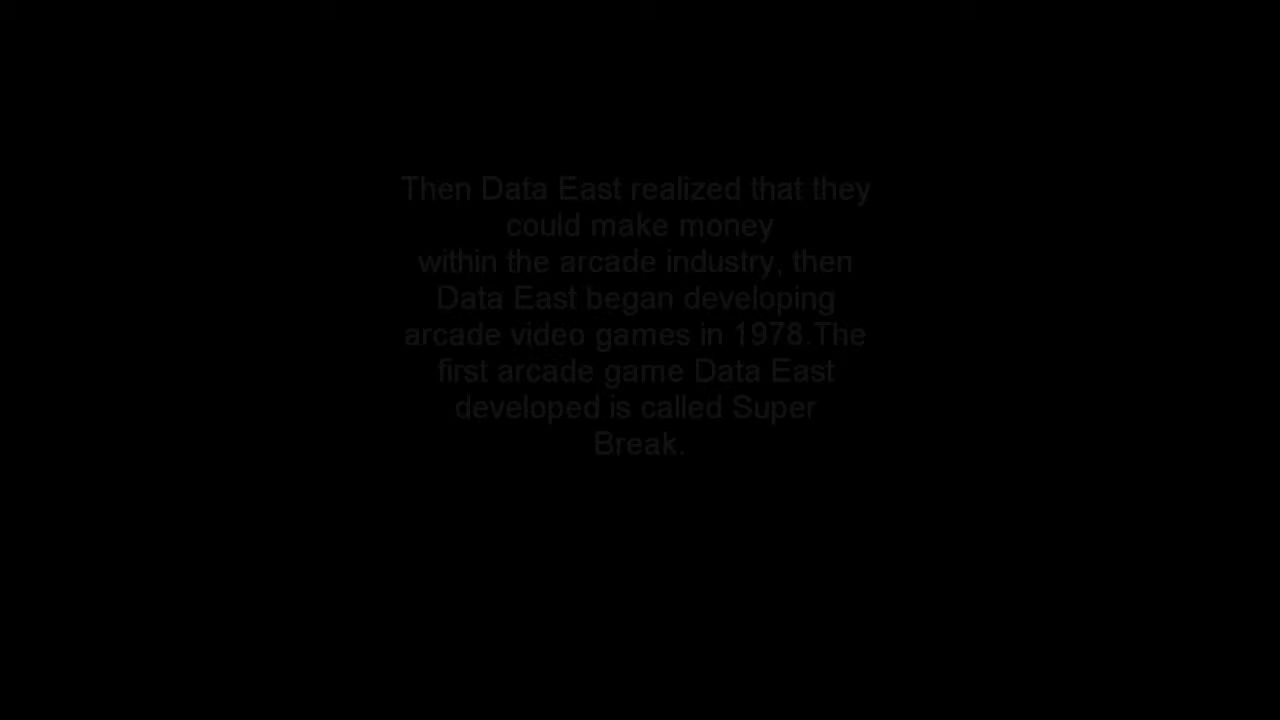 Then Data East realized that they
could make money
within the arcade industry, then
Data East began developing
arcade video games in 1978.The
first arcade game Data East
developed is called Super
Break.